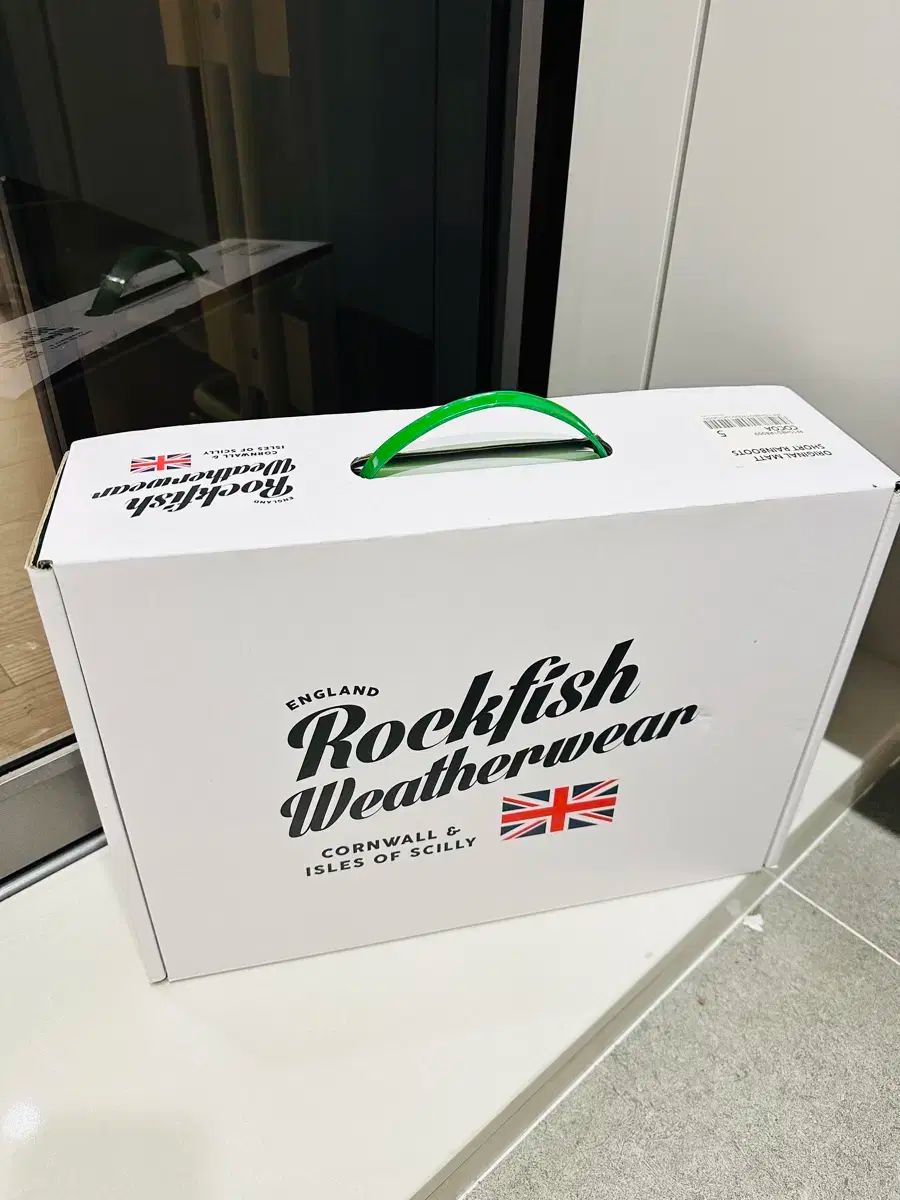 ENGLAND
Rockfish
Weatherwear
CORNWALL &
ISLES OF SCILLY
ORIGINAL MATT
SHORT RAINBOOTS
COCOA
5
ENGLAND
Rockfish
Weatherwear
CORNWALL &
ISLES OF SCILLY